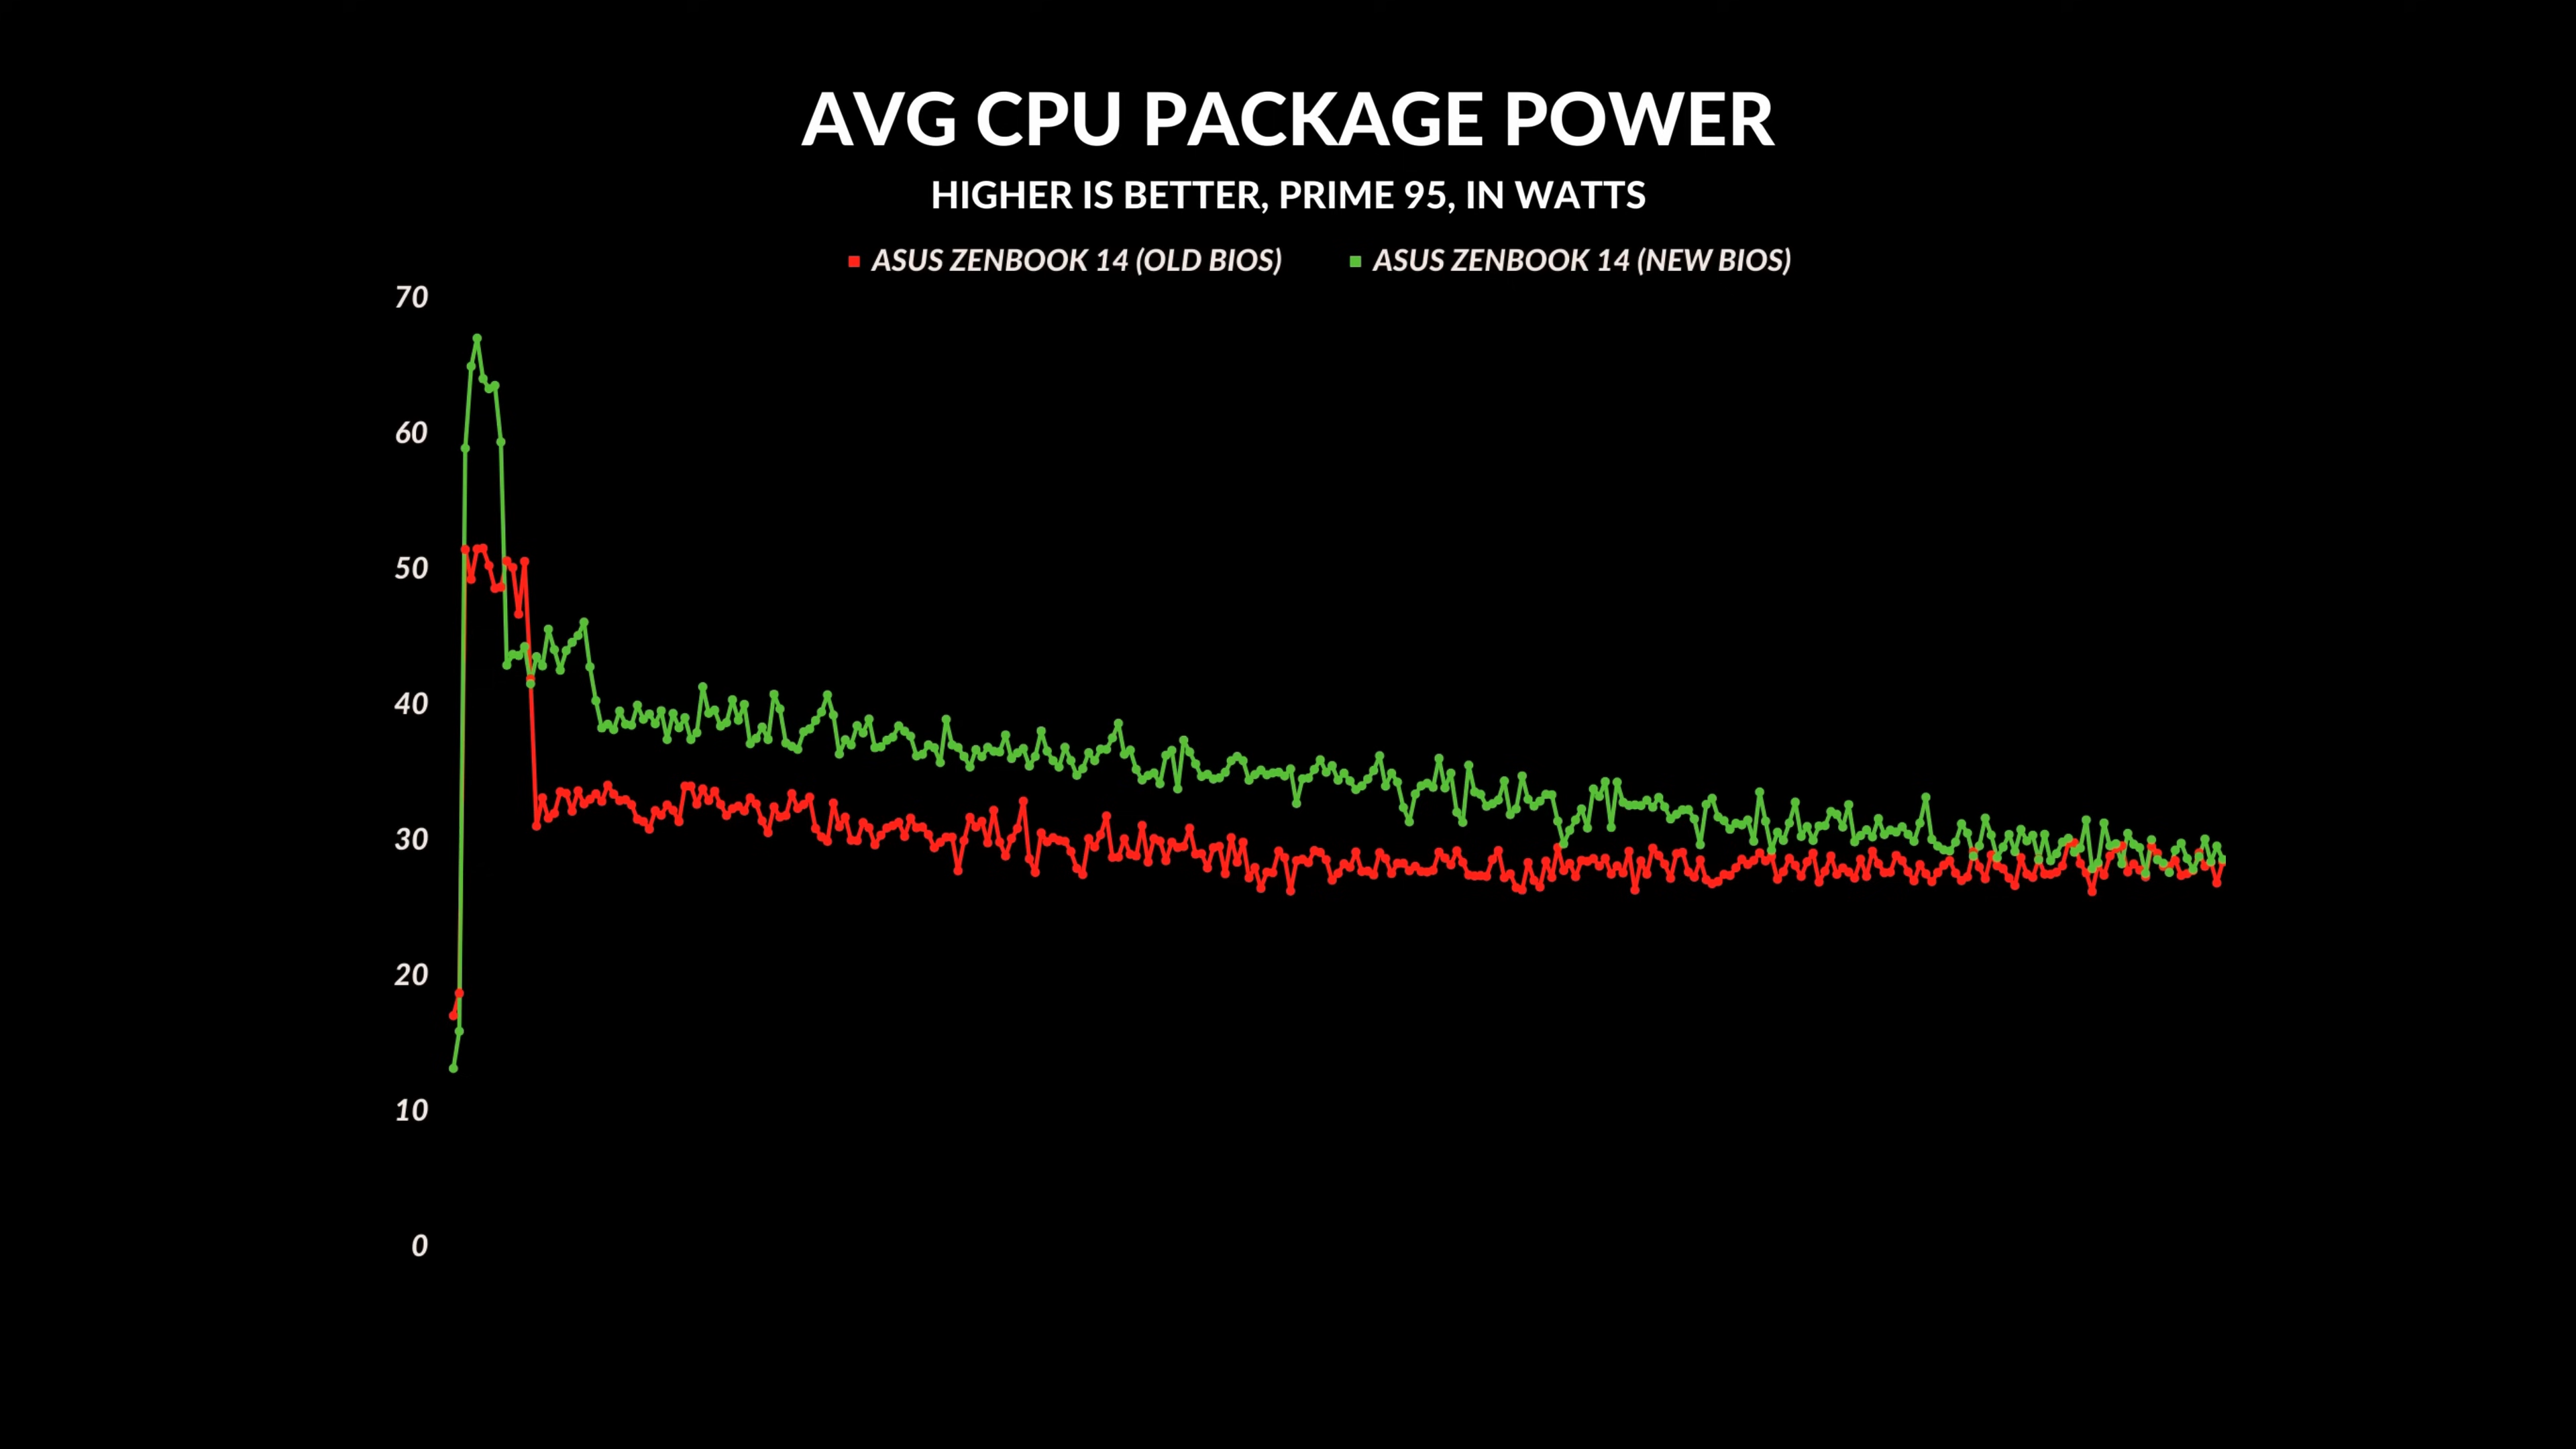 AVG CPU PACKAGE POWER
HIGHER IS BETTER, PRIME 95, IN WATTS
ASUS ZENBOOK 14 (OLD BIOS) ASUS ZENBOOK 14 (NEW BIOS)
70
60
50
40
30
20
10
0